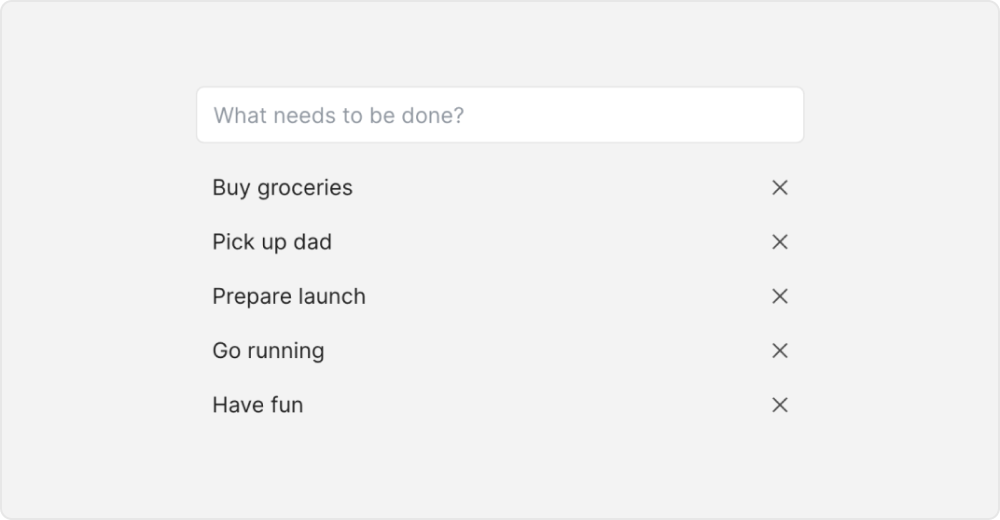 What needs to be done?
Buy groceries
Pick up dad
Prepare launch
Go running
Have fun